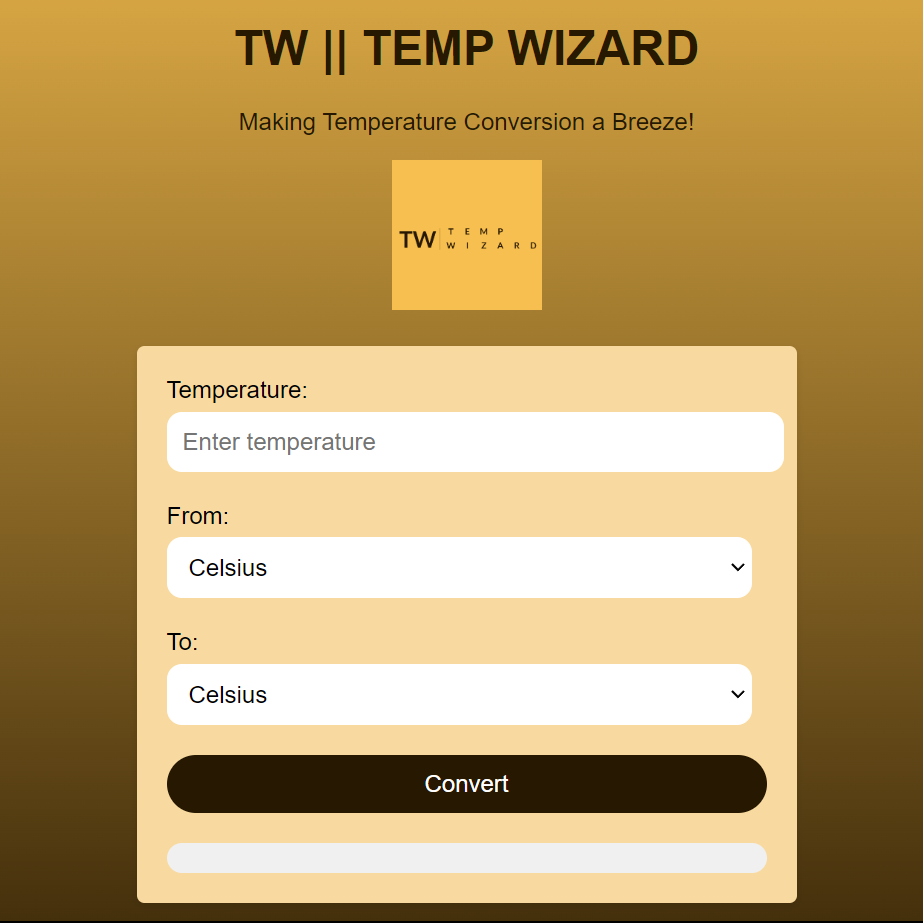 TW || TEMP WIZARD
Making Temperature Conversion a Breeze!
TW| TEMP
WIZARD
Temperature:
Enter temperature
From:
Celsius
To:
Celsius
Convert